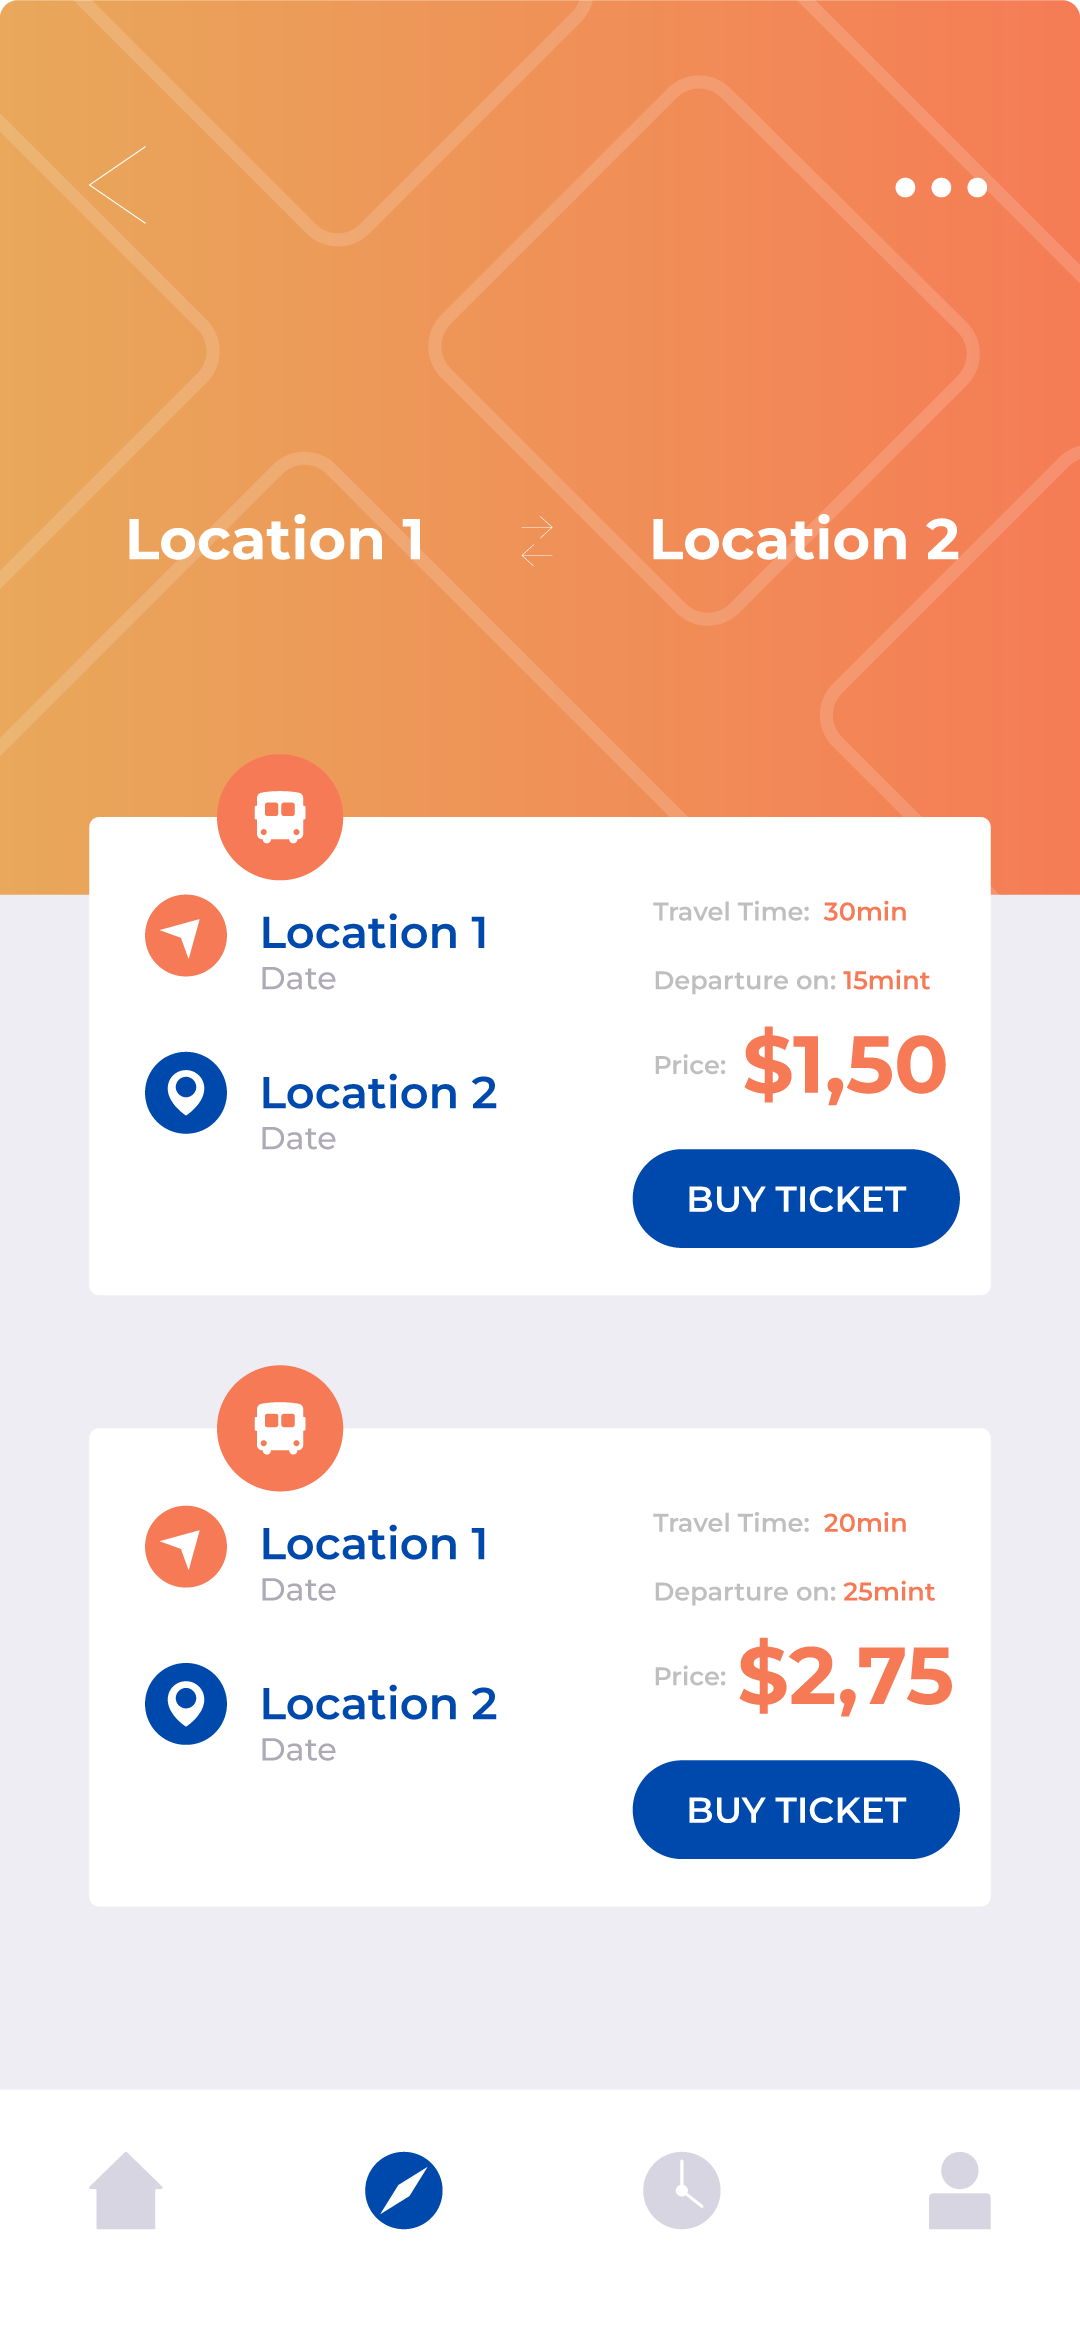 Location 1
Location 2
Location 1
Date
Location 2
Date
Travel Time: 30min
Departure on: 15mint
Price: $1,50
BUY TICKET
Location 1
Date
Location 2
Date
Travel Time: 20min
Departure on: 25mint
Price: $2,75
BUY TICKET